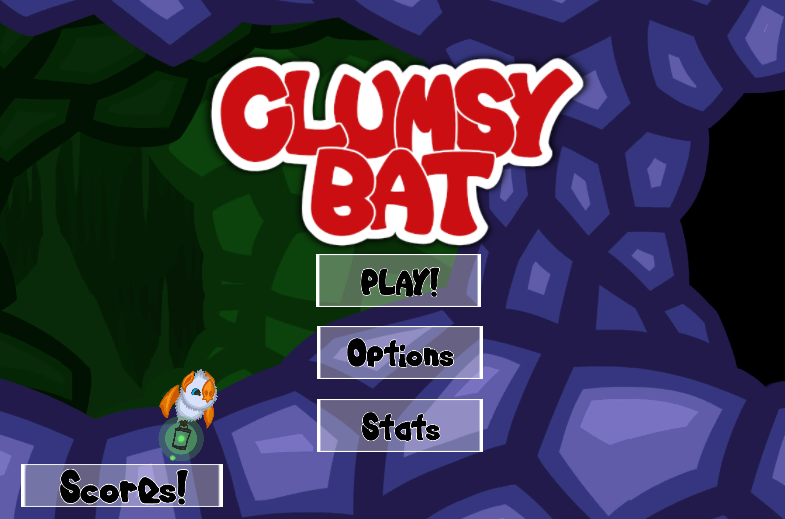 CLUMSY
BAT
PLAY!
Options
Stats
Scores!